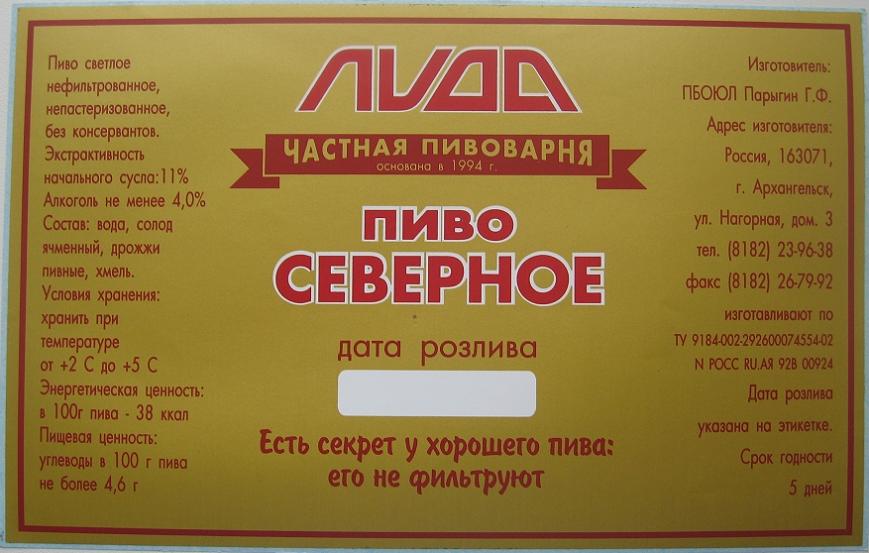 Пиво светлое
нефильтрованное,
непастеризованное,
без консервантов.
Экстрактивность
начального сусла:11%
Алкоголь не менее 4,0%
Состав: вода, солод
ячменный, дрожжи
пивные, хмель.
Условия хранения:
хранить при
температуре
от +2 С до +5 С
Энергетическая ценность:
в 100г пива - 38 ккал
Пищевая ценность:
углеводы в 100 г пива
не более 4,6 г
ЛИДА
ЧАСТНАЯ ПИВОВАРНЯ
основана в 1994 г.
ПИВО
СЕВЕРНОЕ
дата розлива
Есть секрет у хорошего пива:
его не фильтруют
Изготовитель:
ПБОЮЛ Парыгин Г.Ф.
Адрес изготовителя:
Россия, 163071,
г. Архангельск,
ул. Нагорная, дом. 3
тел. (8182) 23-96-38
факс (8182) 26-79-92
изготавливают по
ТУ 9184-002-292600074554-02
N РОСС RU.АЯ 92В 00924
Дата розлива
указана на этикетке.
Срок годности
5 дней